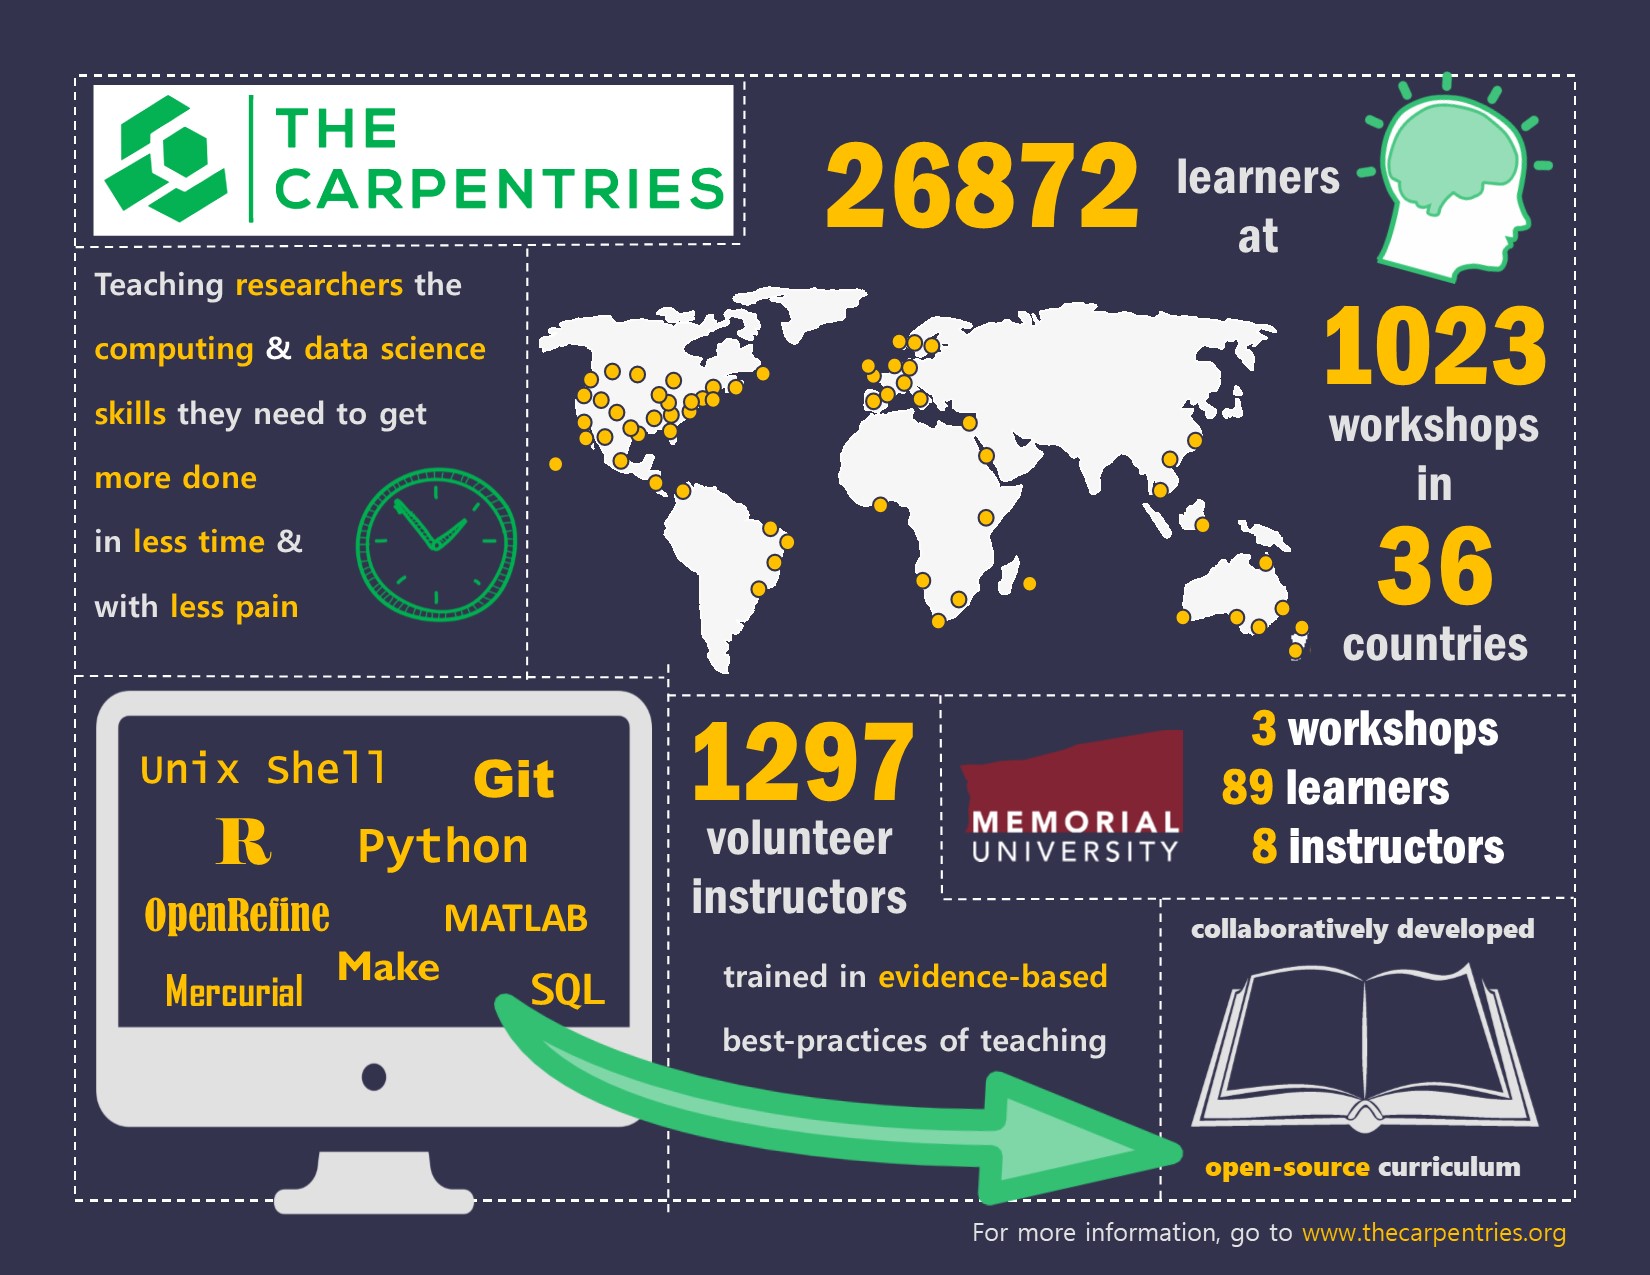 THE
CARPENTRIES
26872 learners
at
1023
workshops
in
36
countries
Teaching researchers the
computing & data science
skills they need to get
more done
in less time &
with less pain
Unix Shell Git
R Python
OpenRefine MATLAB
Make
Mercurial SQL
1297
volunteer
instructors
trained in evidence-based
best-practices of teaching
MEMORIAL
UNIVERSITY
3 workshops
89 learners
8 instructors
collaboratively developed
open-source curriculum
For more information, go to www.thecarpentries.org